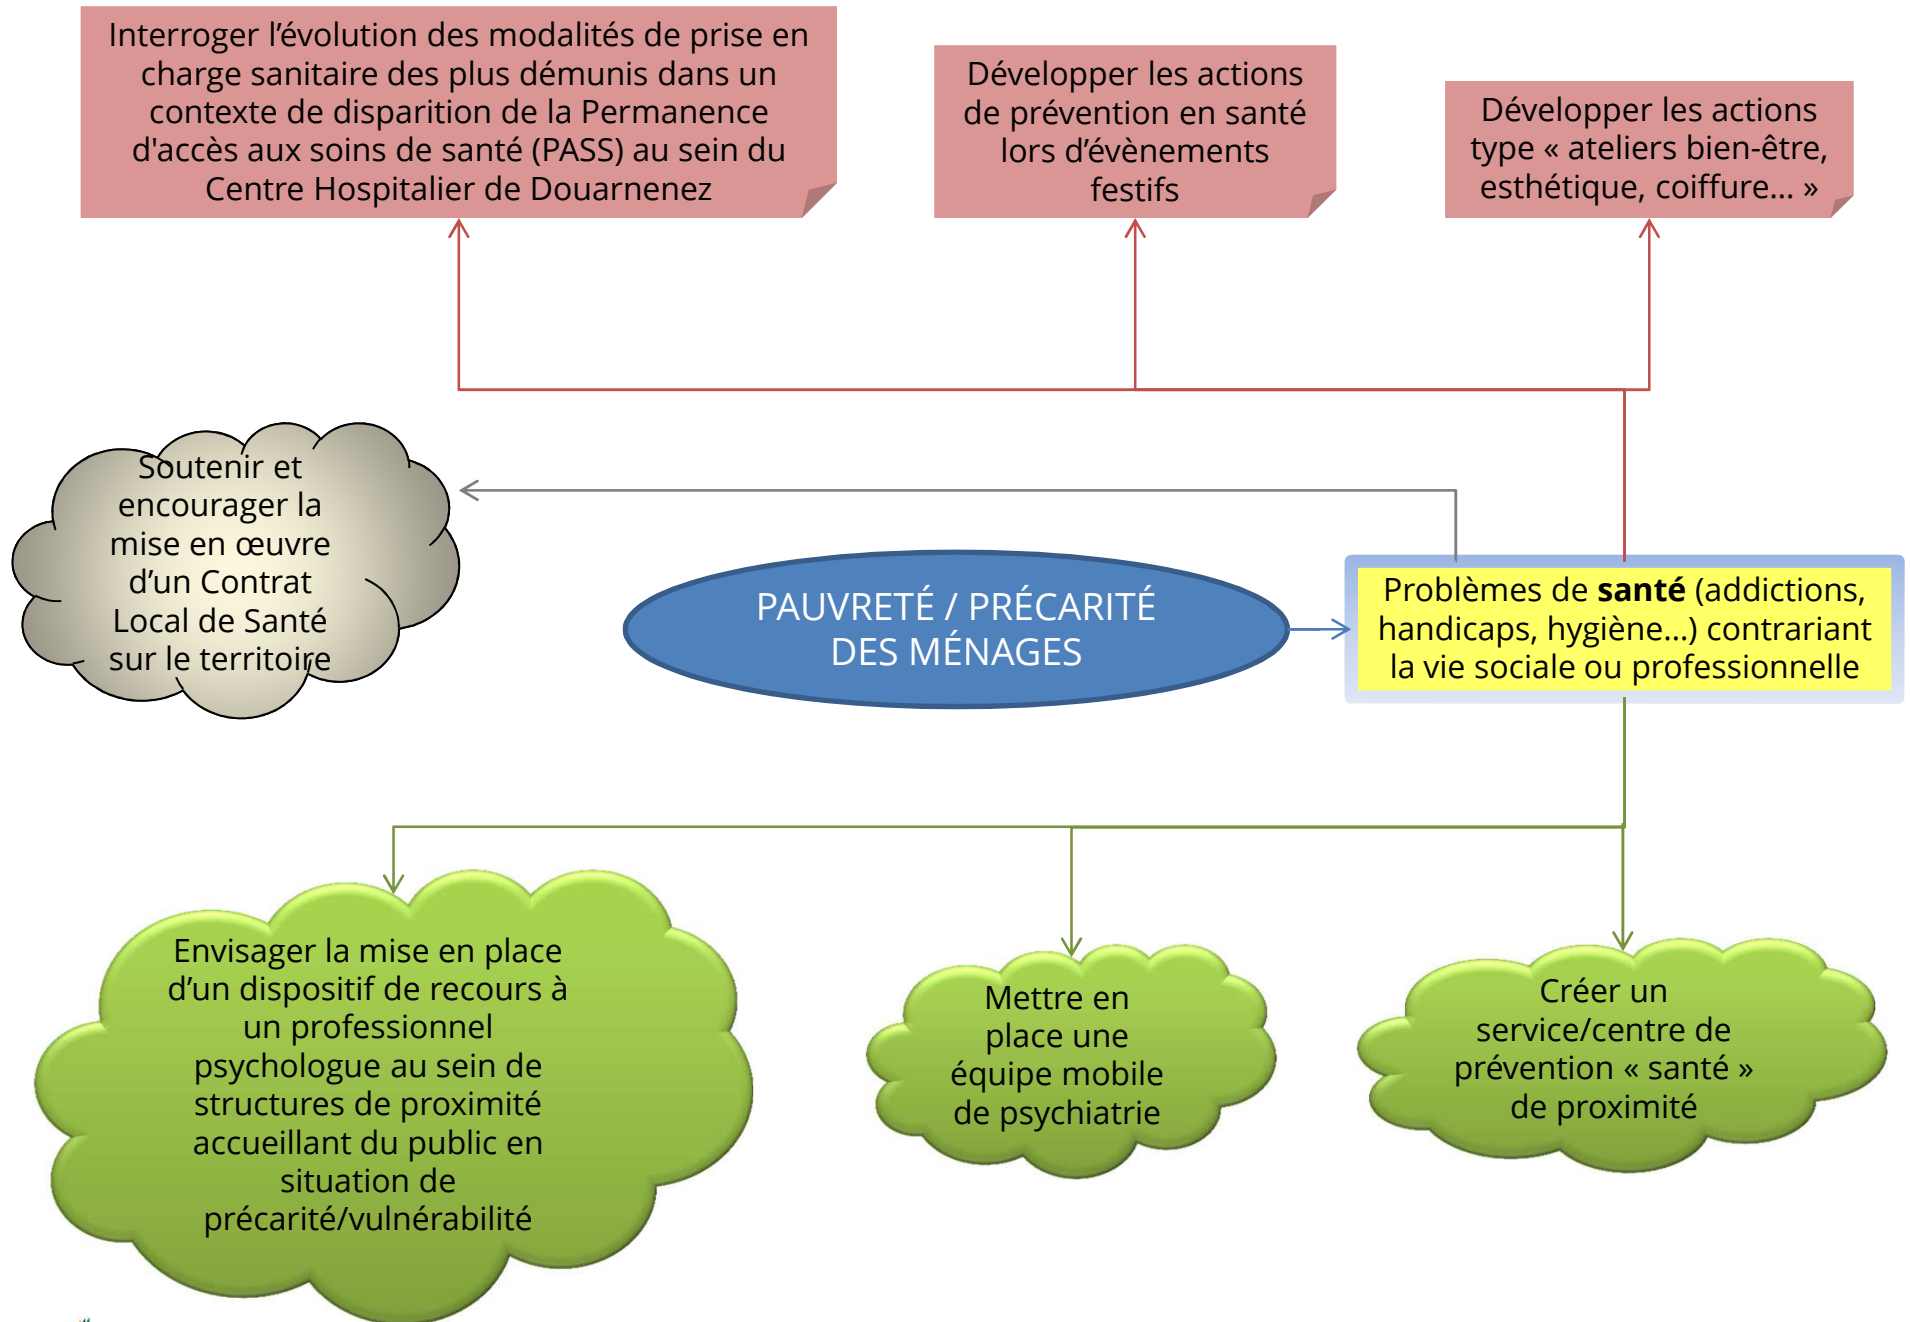 Interroger l’évolution des modalités de prise en
charge sanitaire des plus démunis dans un
contexte de disparition de la Permanence
d'accès aux soins de santé (PASS) au sein du
Centre Hospitalier de Douarnenez
Développer les actions
de prévention en santé
lors d’évènements
festifs
Développer les actions
type « ateliers bien-être,
esthétique, coiffure… »
Soutenir et
encourager la
mise en œuvre
d’un Contrat
Local de Santé
sur le territoire
PAUVRETÉ / PRÉCARITÉ
DES MÉNAGES
Problèmes de santé (addictions,
handicaps, hygiène…) contrariant
la vie sociale ou professionnelle
Envisager la mise en place
d’un dispositif de recours à
un professionnel
psychologue au sein de
structures de proximité
accueillant du public en
situation de
précarité/vulnérabilité
Mettre en
place une
équipe mobile
de psychiatrie
Créer un
service/centre de
prévention « santé »
de proximité